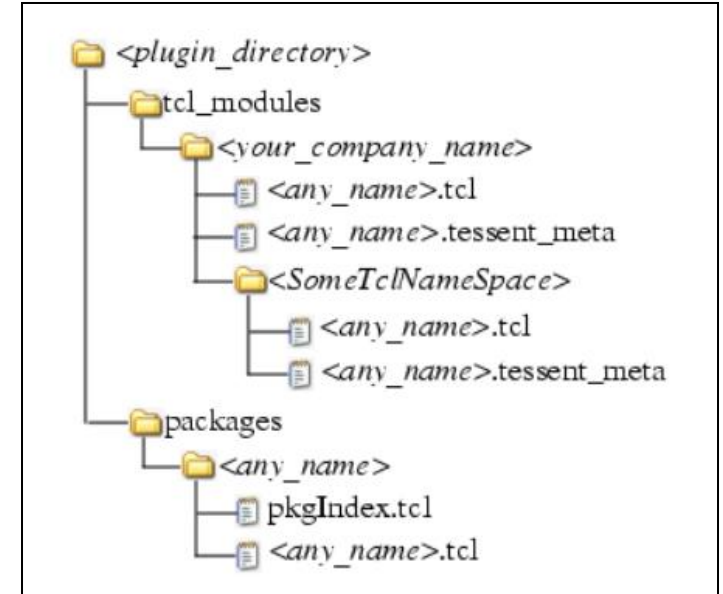 <plugin_directory>
tcl_modules
<your_company_name>
<any_name>.tcl
<any_name>.tessent_meta
<SomeTclNameSpace>
<any_name>.tcl
<any_name>.tessent_meta
packages
<any_name>
pkgIndex.tcl
<any_name>.tcl